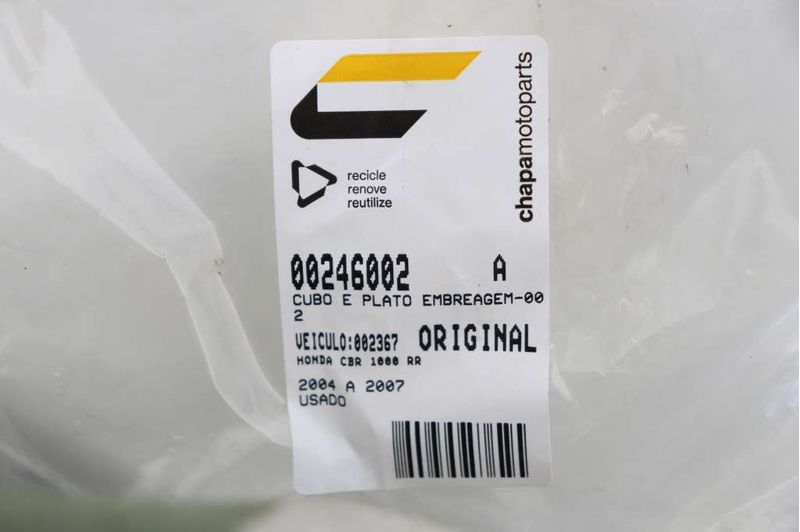 chapamotoparts
recicle
renove
reutilize
00246002 A
CUBO E PLATO EMBREAGEM-00
2
VEICULO:002367 ORIGINAL
HONDA CBR 1000 RR
2004 A 2007
USADO